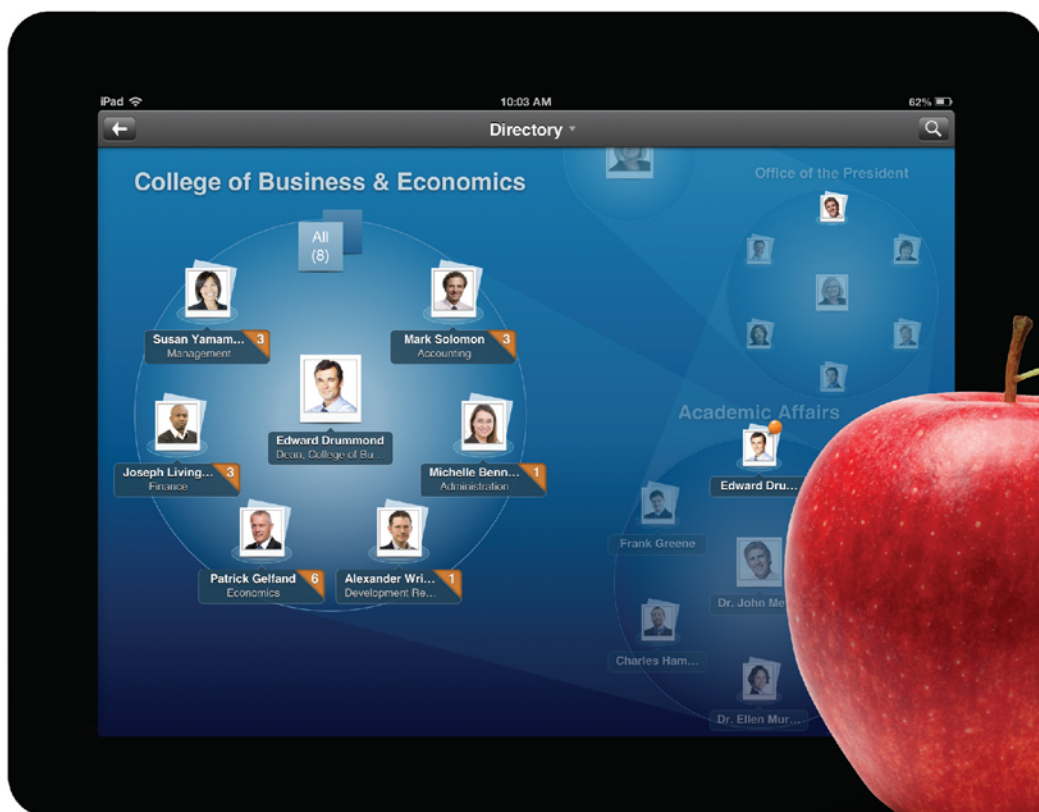 iPad
10:03 AM
62%
Directory
College of Business & Economics
Office of the President
All
(8)
Susan Yamam... 3
Management
Mark Solomon 3
Accounting
Edward Drummond
Dean, College of Bu...
Academic Affairs
Joseph Living... 3
Finance
Michelle Benn... 1
Administration
Edward Dru...
Frank Greene
Patrick Gelfand 6
Economics
Alexander Wri... 1
Development Re...
Dr. John Me
Charles Ham...
Dr. Ellen Mur...